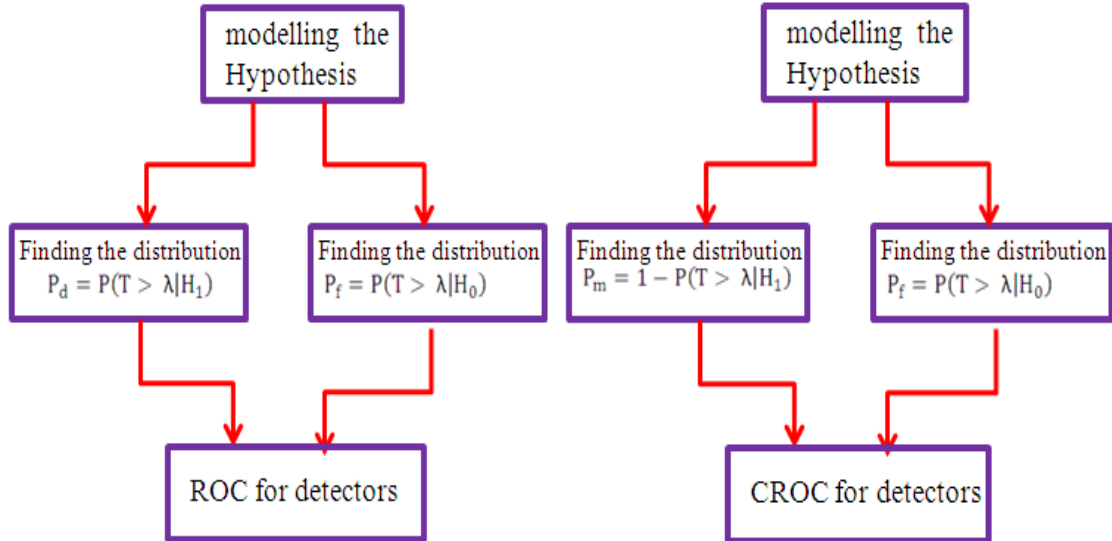 modelling the
Hypothesis
modelling the
Hypothesis
Finding the distribution
P_d = P(T > λ|H_1)
Finding the distribution
P_f = P(T > λ|H_0)
Finding the distribution
P_m = 1 − P(T > λ|H_1)
Finding the distribution
P_f = P(T > λ|H_0)
ROC for detectors
CROC for detectors